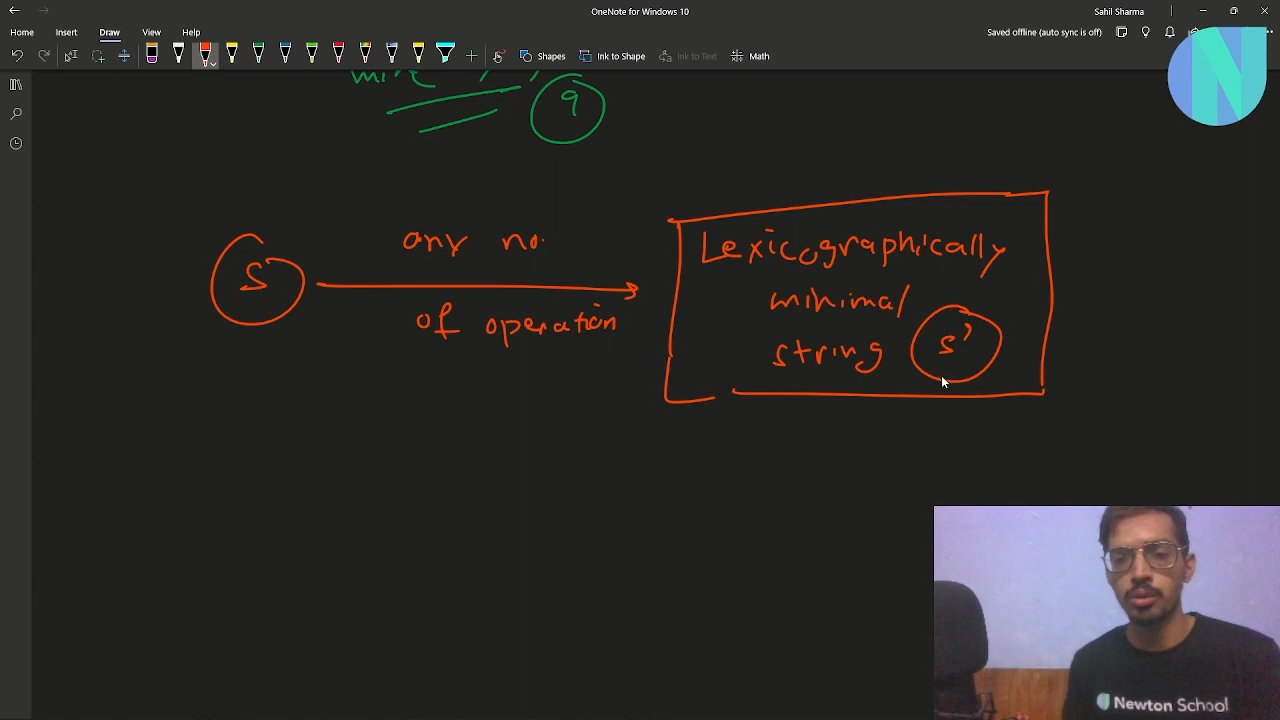 OneNote for Windows 10
Sahil Sharma
Home Insert Draw View Help
Saved offline (auto sync is off)
Shapes Ink to Shape Ink to Text Math
9
S
any no.
of operation
Lexicographically
minimal
string s'
Newton School